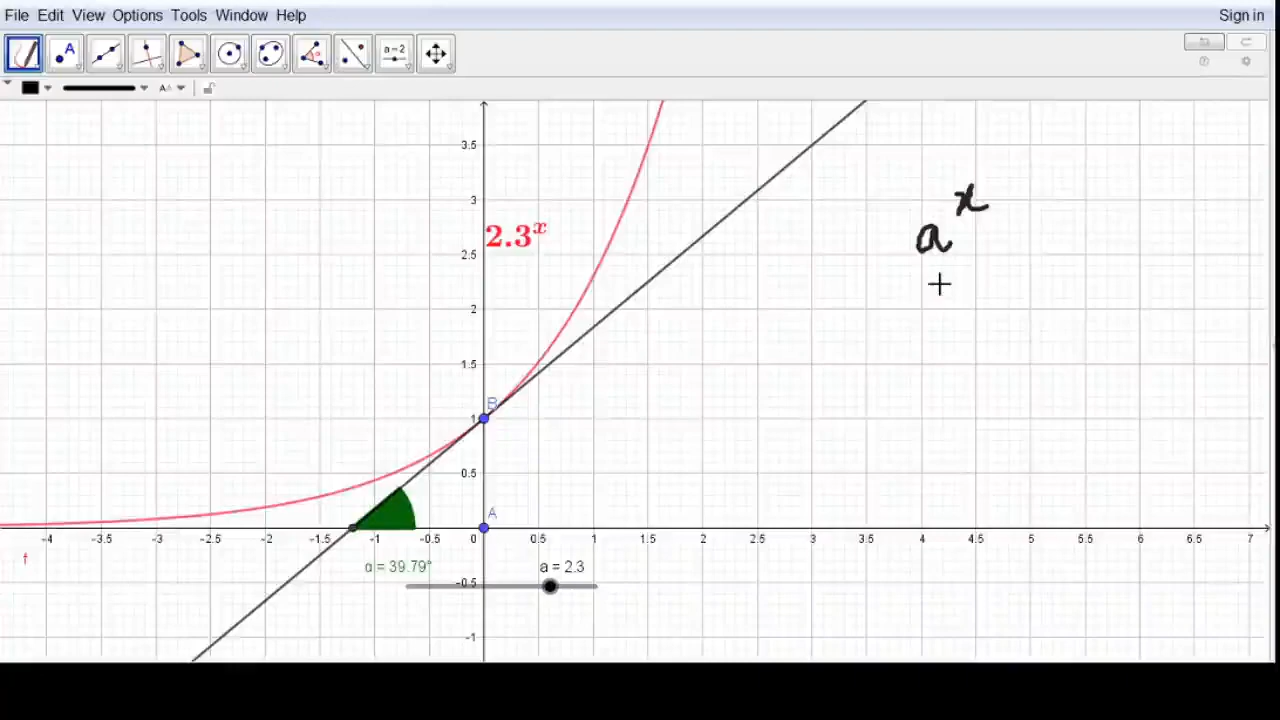 File Edit View Options Tools Window Help Sign in
A a=2
AA
3.5
3
2.5
2
1.5
1
0.5
-0.5
-1
2.3ˣ
aˣ
B
A
-4 -3.5 -3 -2.5 -2 -1.5 -1 -0.5 0 0.5 1 1.5 2 2.5 3 3.5 4 4.5 5 5.5 6 6.5 7
f
α = 39.79°
a = 2.3